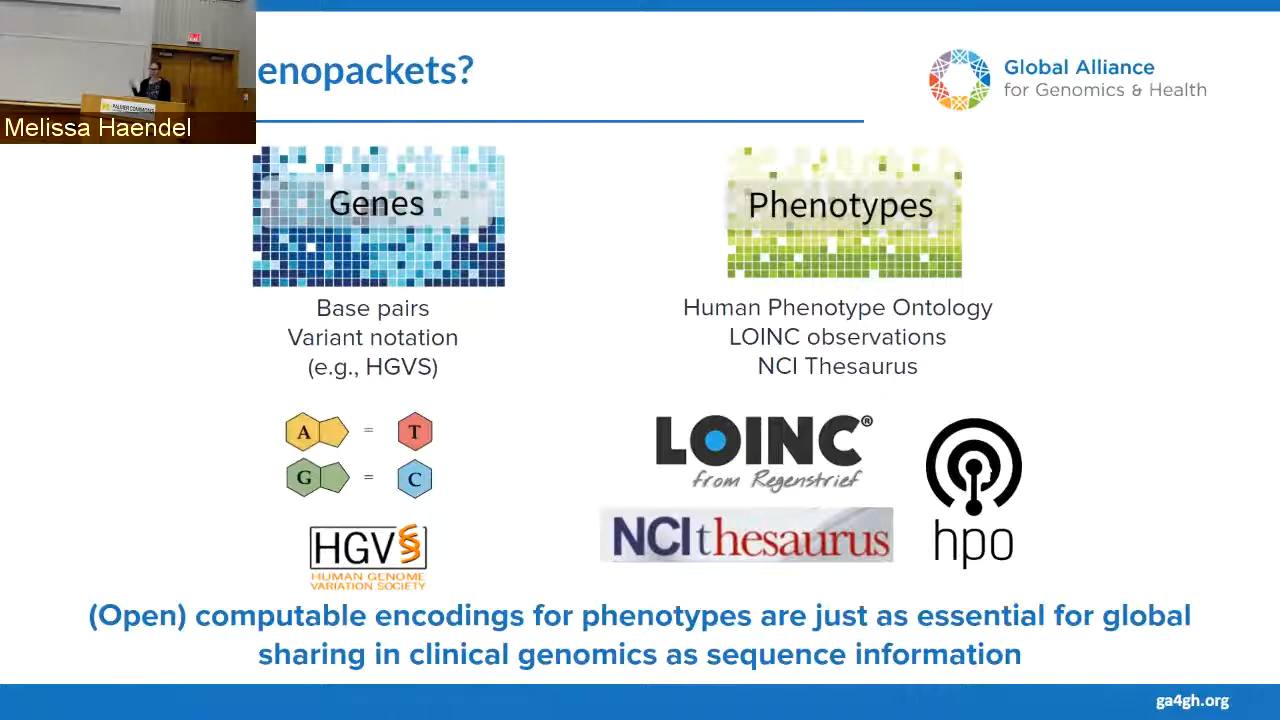 enopackets?
Global Alliance
for Genomics & Health
PALMER COMMONS
Melissa Haendel
Genes
Phenotypes
Base pairs
Variant notation
(e.g., HGVS)
Human Phenotype Ontology
LOINC observations
NCI Thesaurus
A = T
G = C
LOINC®
from Regenstrief
hpo
NCIthesaurus
HGVS
HUMAN GENOME
VARIATION SOCIETY
(Open) computable encodings for phenotypes are just as essential for global
sharing in clinical genomics as sequence information
ga4gh.org